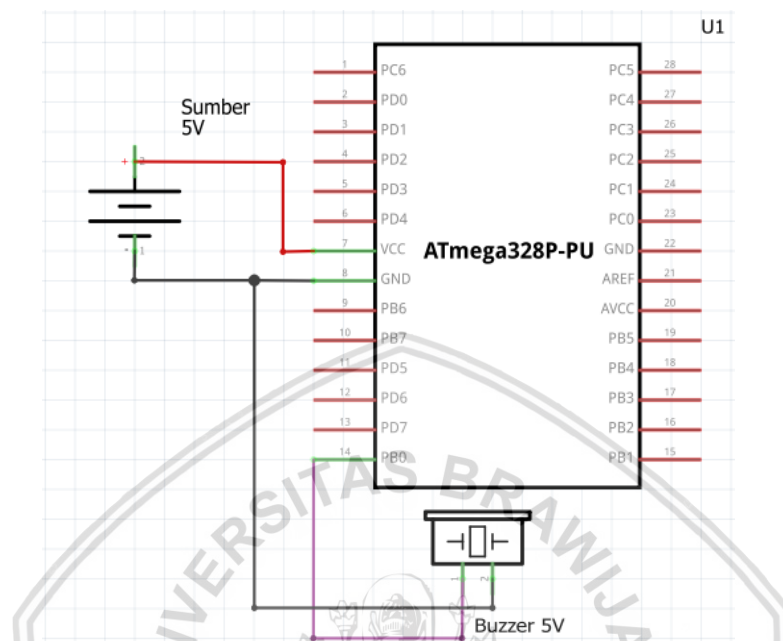 U1
Sumber
5V
+ 2
- 1
1 PC6 PC5 28
2 PD0 PC4 27
3 PD1 PC3 26
4 PD2 PC2 25
5 PD3 PC1 24
6 PD4 PC0 23
7 VCC ATmega328P-PU GND 22
8 GND AREF 21
9 PB6 AVCC 20
10 PB7 PB5 19
11 PD5 PB4 18
12 PD6 PB3 17
13 PD7 PB2 16
14 PB0 PB1 15
1 2
Buzzer 5V
VERSITAS BRAWIJA